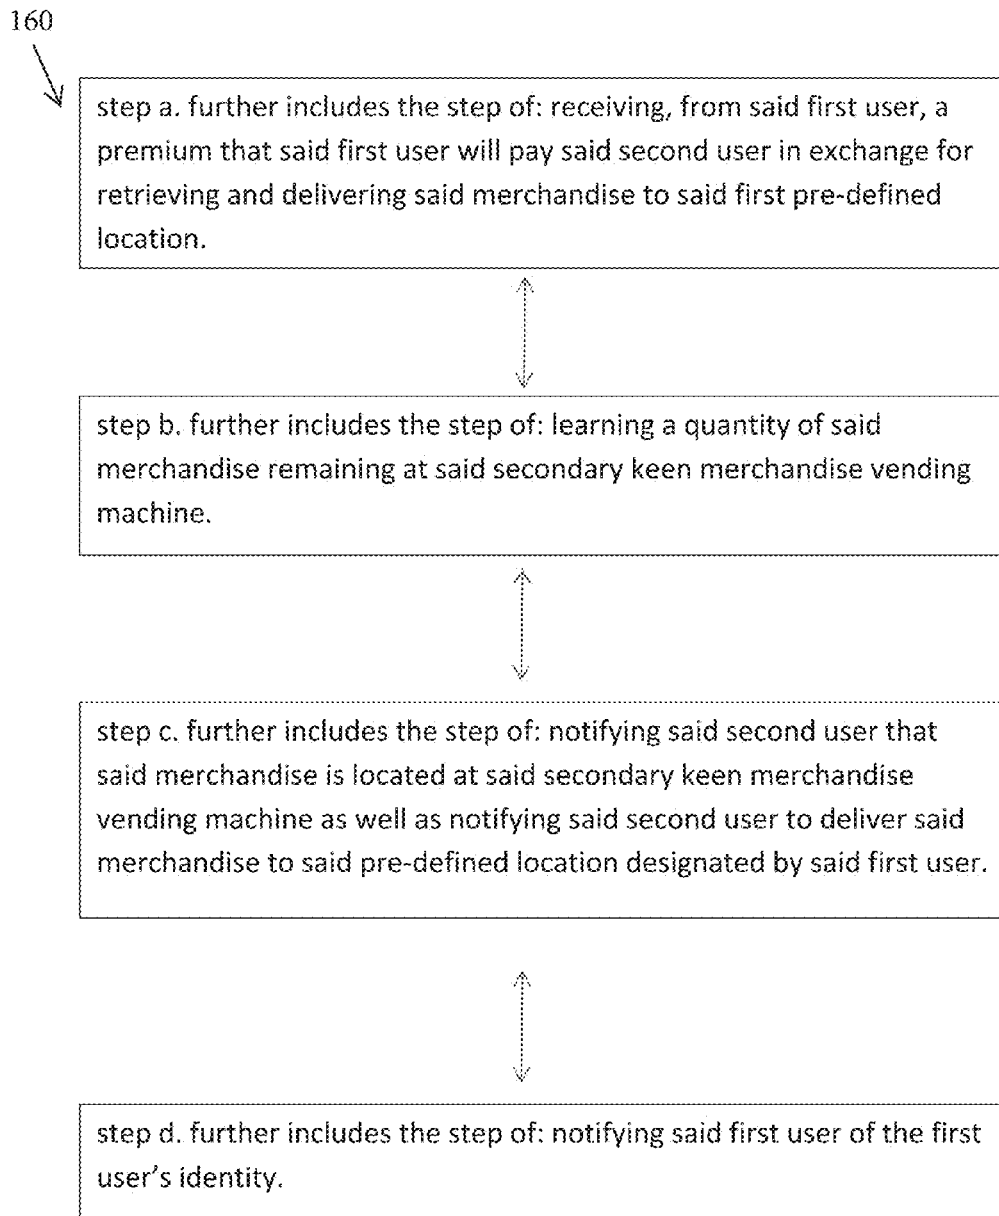 160
step a. further includes the step of: receiving, from said first user, a
premium that said first user will pay said second user in exchange for
retrieving and delivering said merchandise to said first pre-defined
location.
step b. further includes the step of: learning a quantity of said
merchandise remaining at said secondary keen merchandise vending
machine.
step c. further includes the step of: notifying said second user that
said merchandise is located at said secondary keen merchandise
vending machine as well as notifying said second user to deliver said
merchandise to said pre-defined location designated by said first user.
step d. further includes the step of: notifying said first user of the first
user's identity.